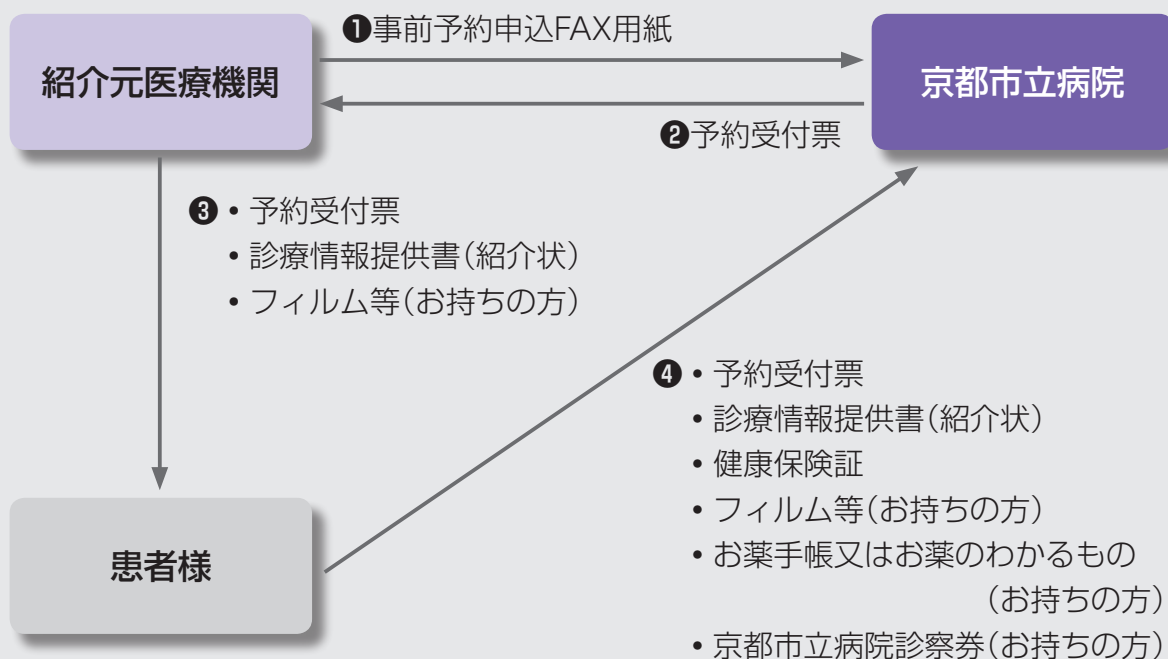 ❶事前予約申込FAX用紙
紹介元医療機関
京都市立病院
❷予約受付票
❸・予約受付票
・診療情報提供書(紹介状)
・フィルム等(お持ちの方)
❹・予約受付票
・診療情報提供書(紹介状)
・健康保険証
・フィルム等(お持ちの方)
・お薬手帳又はお薬のわかるもの
(お持ちの方)
・京都市立病院診察券(お持ちの方)
患者様